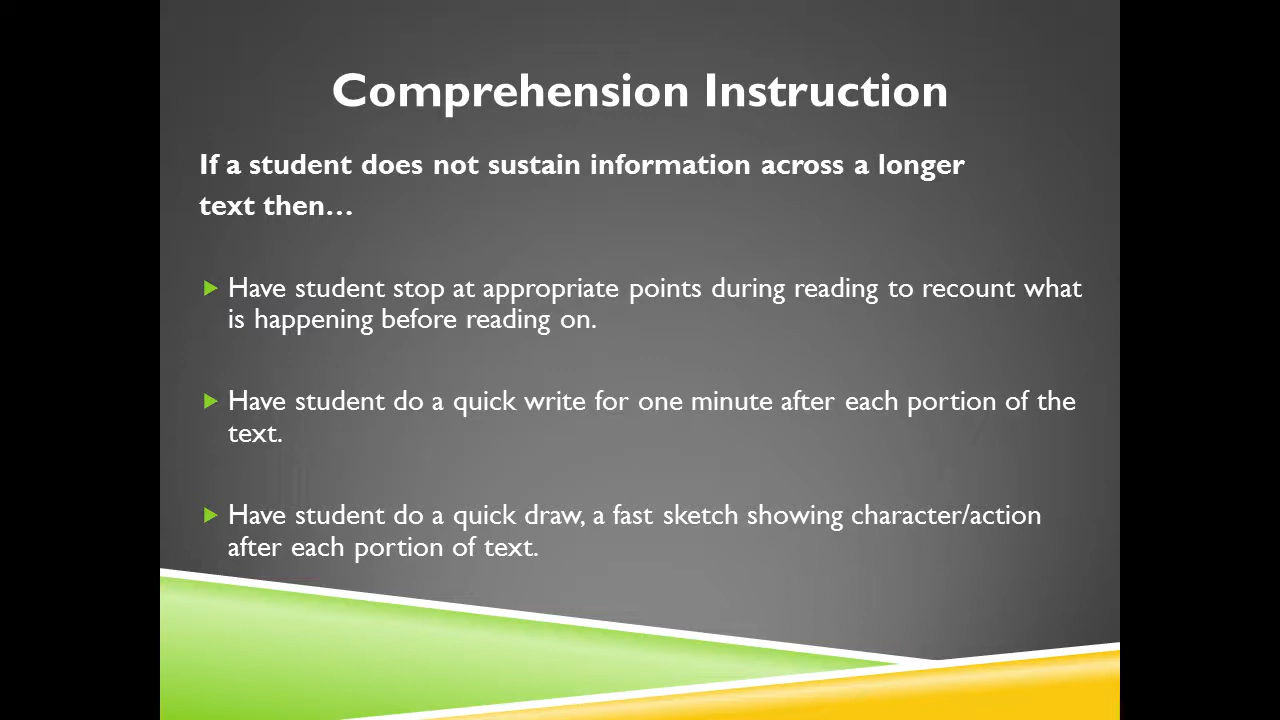 Comprehension Instruction
If a student does not sustain information across a longer
text then…
Have student stop at appropriate points during reading to recount what
is happening before reading on.
Have student do a quick write for one minute after each portion of the
text.
Have student do a quick draw, a fast sketch showing character/action
after each portion of text.